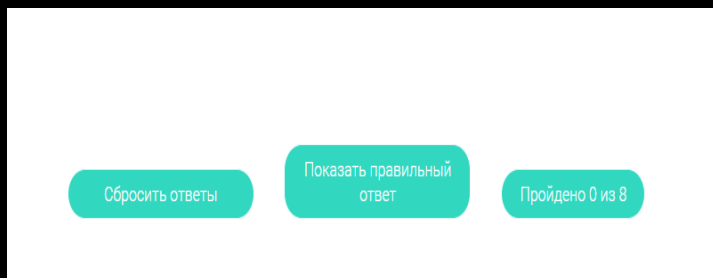 Сбросить ответы
Показать правильный
ответ
Пройдено 0 из 8